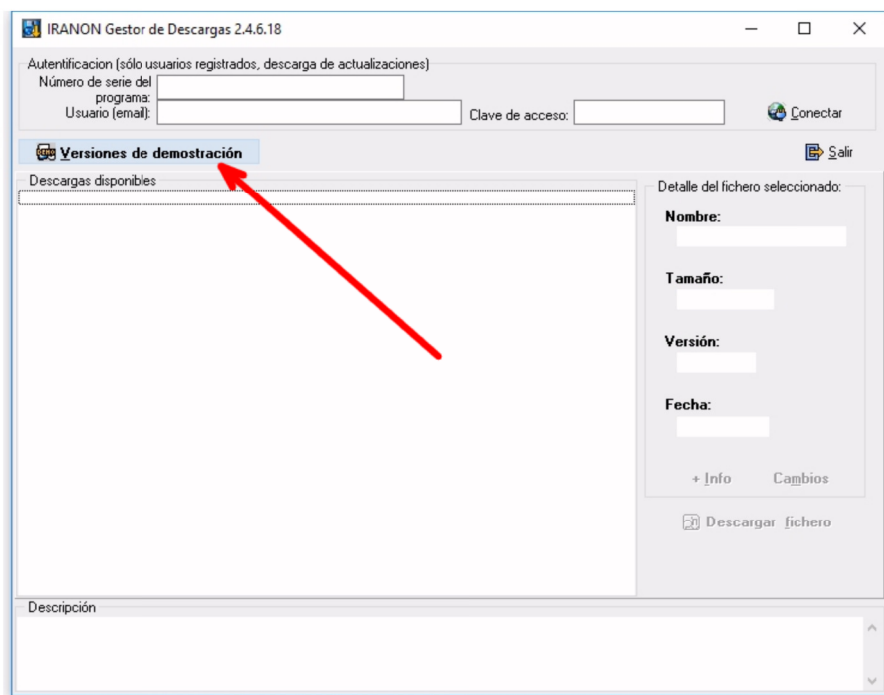 IRANON Gestor de Descargas 2.4.6.18
Autentificacion (sólo usuarios registrados, descarga de actualizaciones)
Número de serie del
programa:
Usuario (email):
Clave de acceso:
Conectar
Versiones de demostración
Salir
Descargas disponibles
Detalle del fichero seleccionado:
Nombre:
Tamaño:
Versión:
Fecha:
+ Info
Cambios
Descargar fichero
Descripción